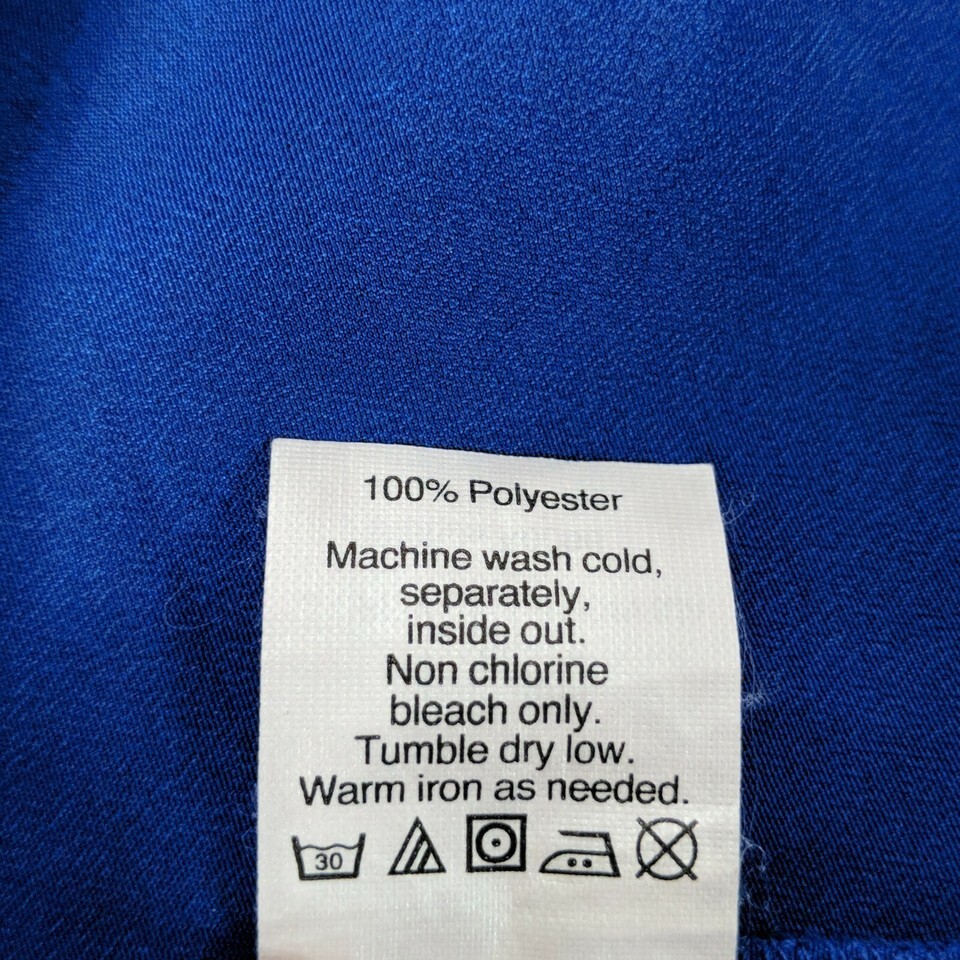 100% Polyester
Machine wash cold,
separately,
inside out.
Non chlorine
bleach only.
Tumble dry low.
Warm iron as needed.
30